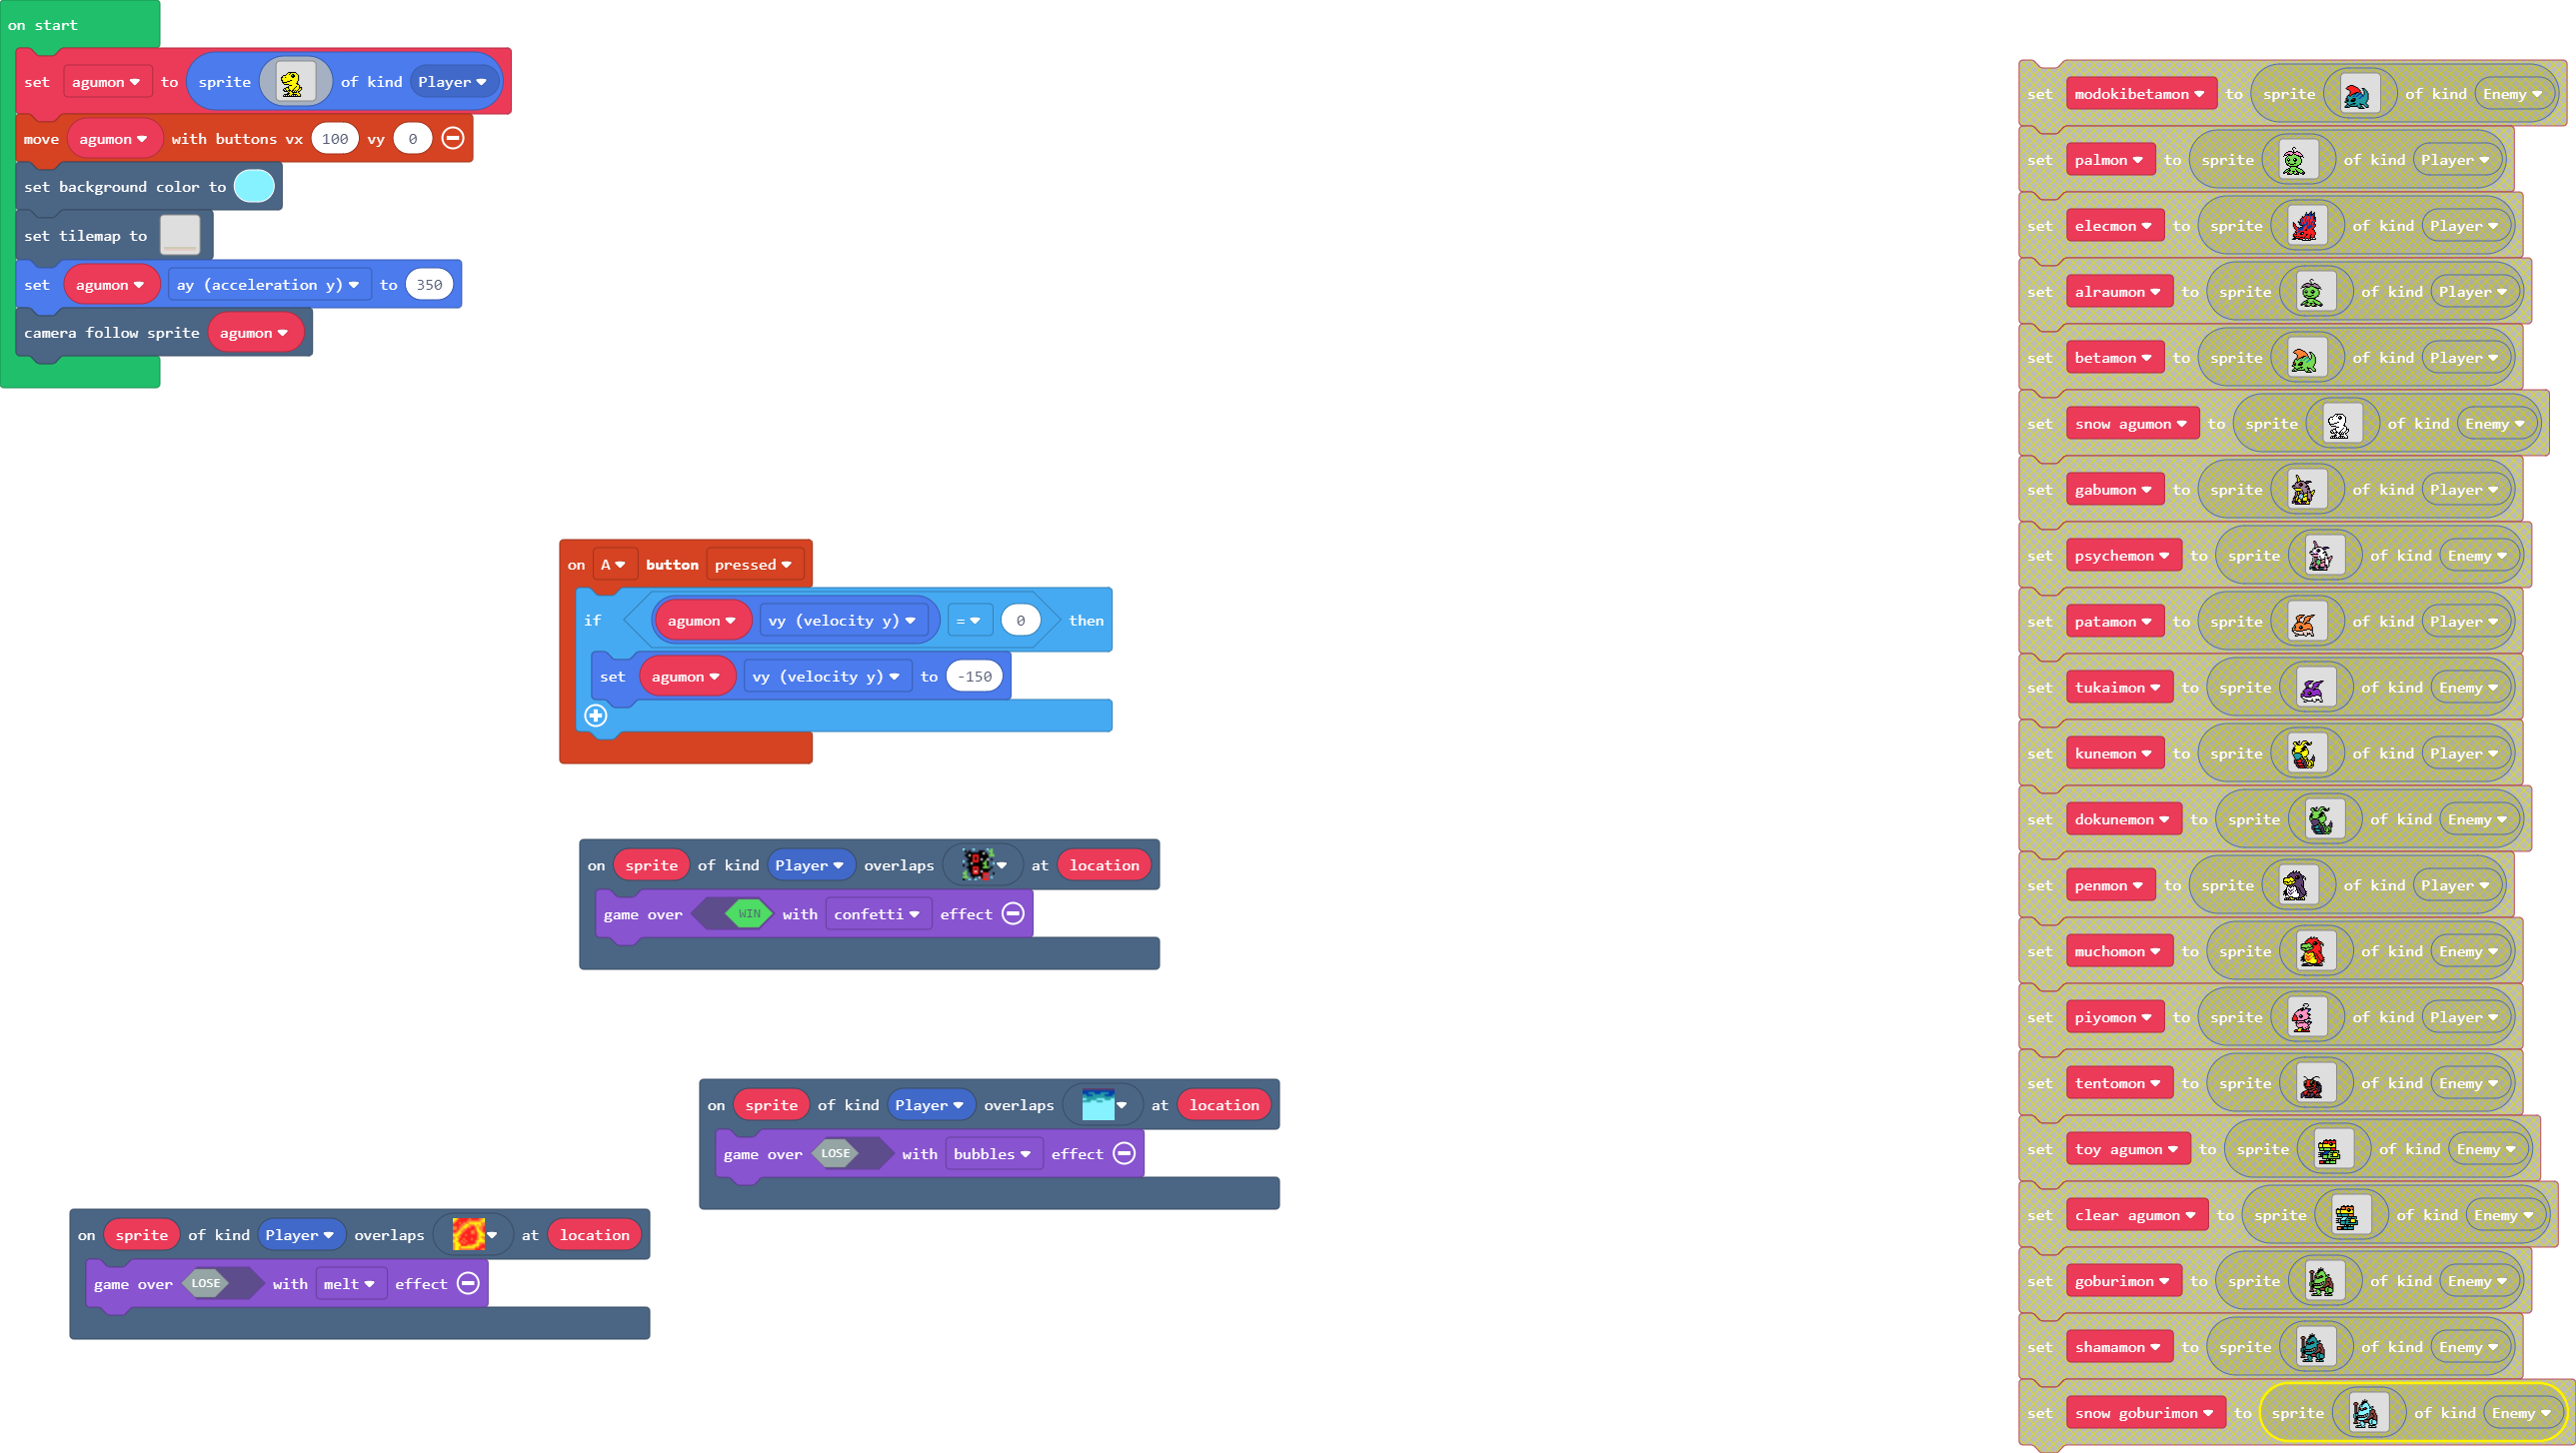 on start
set agumon to sprite of kind Player
move agumon with buttons vx 100 vy 0
set background color to
set tilemap to
set agumon ay (acceleration y) to 350
camera follow sprite agumon
on A button pressed
if agumon vy (velocity y) = 0 then
set agumon vy (velocity y) to -150
on sprite of kind Player overlaps at location
game over WIN with confetti effect
on sprite of kind Player overlaps at location
game over LOSE with bubbles effect
on sprite of kind Player overlaps at location
game over LOSE with melt effect
set modokibetamon to sprite of kind Enemy
set palmon to sprite of kind Player
set elecmon to sprite of kind Player
set alraumon to sprite of kind Player
set betamon to sprite of kind Player
set snow agumon to sprite of kind Enemy
set gabumon to sprite of kind Player
set psychemon to sprite of kind Enemy
set patamon to sprite of kind Player
set tukaimon to sprite of kind Enemy
set kunemon to sprite of kind Player
set dokunemon to sprite of kind Enemy
set penmon to sprite of kind Player
set muchomon to sprite of kind Enemy
set piyomon to sprite of kind Player
set tentomon to sprite of kind Enemy
set toy agumon to sprite of kind Enemy
set clear agumon to sprite of kind Enemy
set goburimon to sprite of kind Enemy
set shamamon to sprite of kind Enemy
set snow goburimon to sprite of kind Enemy